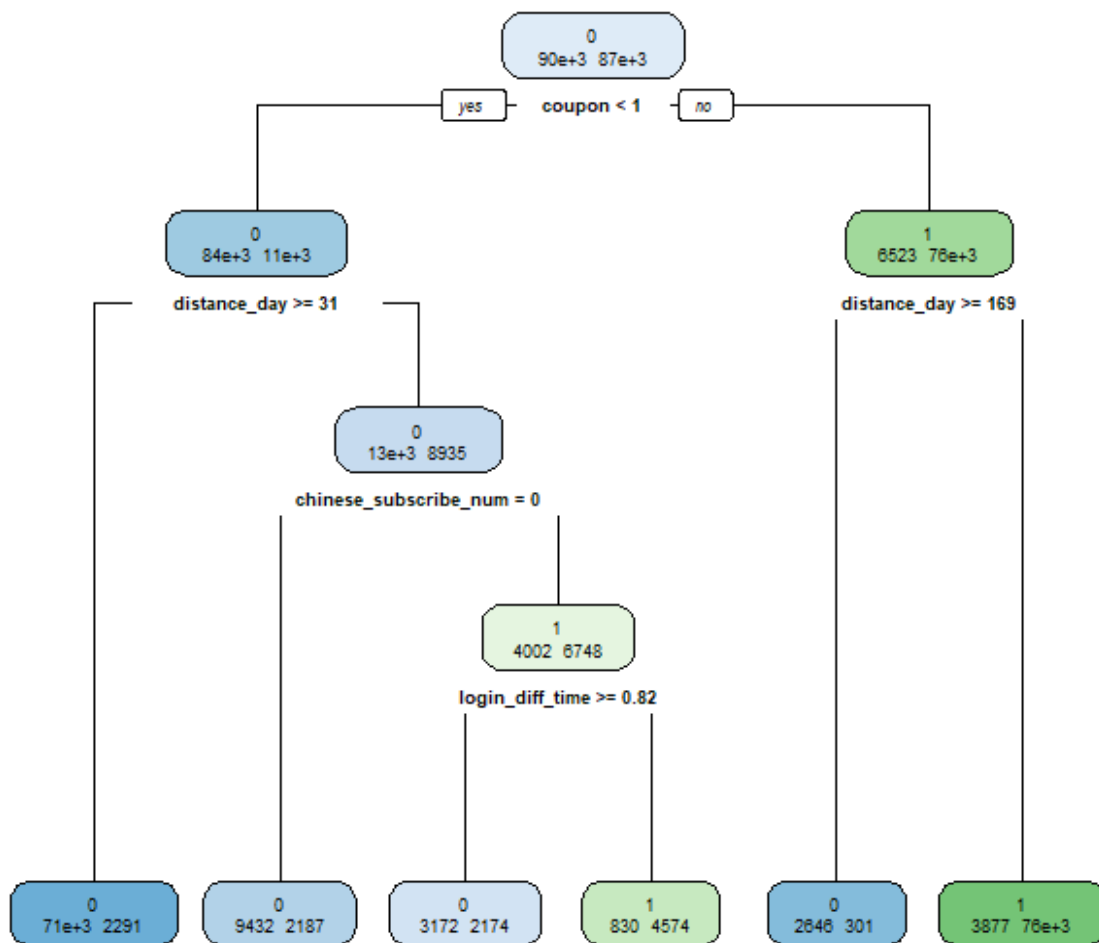 0
90e+3 87e+3
yes coupon < 1 no
0
84e+3 11e+3
1
6523 76e+3
distance_day >= 31
distance_day >= 169
0
13e+3 8935
chinese_subscribe_num = 0
1
4002 6748
login_diff_time >= 0.82
0
71e+3 2291
0
9432 2187
0
3172 2174
1
830 4574
0
2646 301
1
3877 76e+3